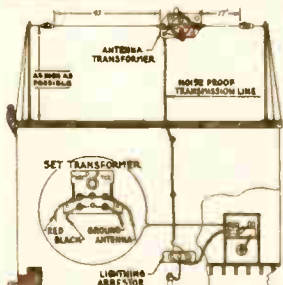 ANTENNA
TRANSFORMER
AS HIGH AS
POSSIBLE
NOISE PROOF
TRANSMISSION LINE
SET TRANSFORMER
RED
BLACK
GROUND
ANTENNA
LIGHTNING
ARRESTOR